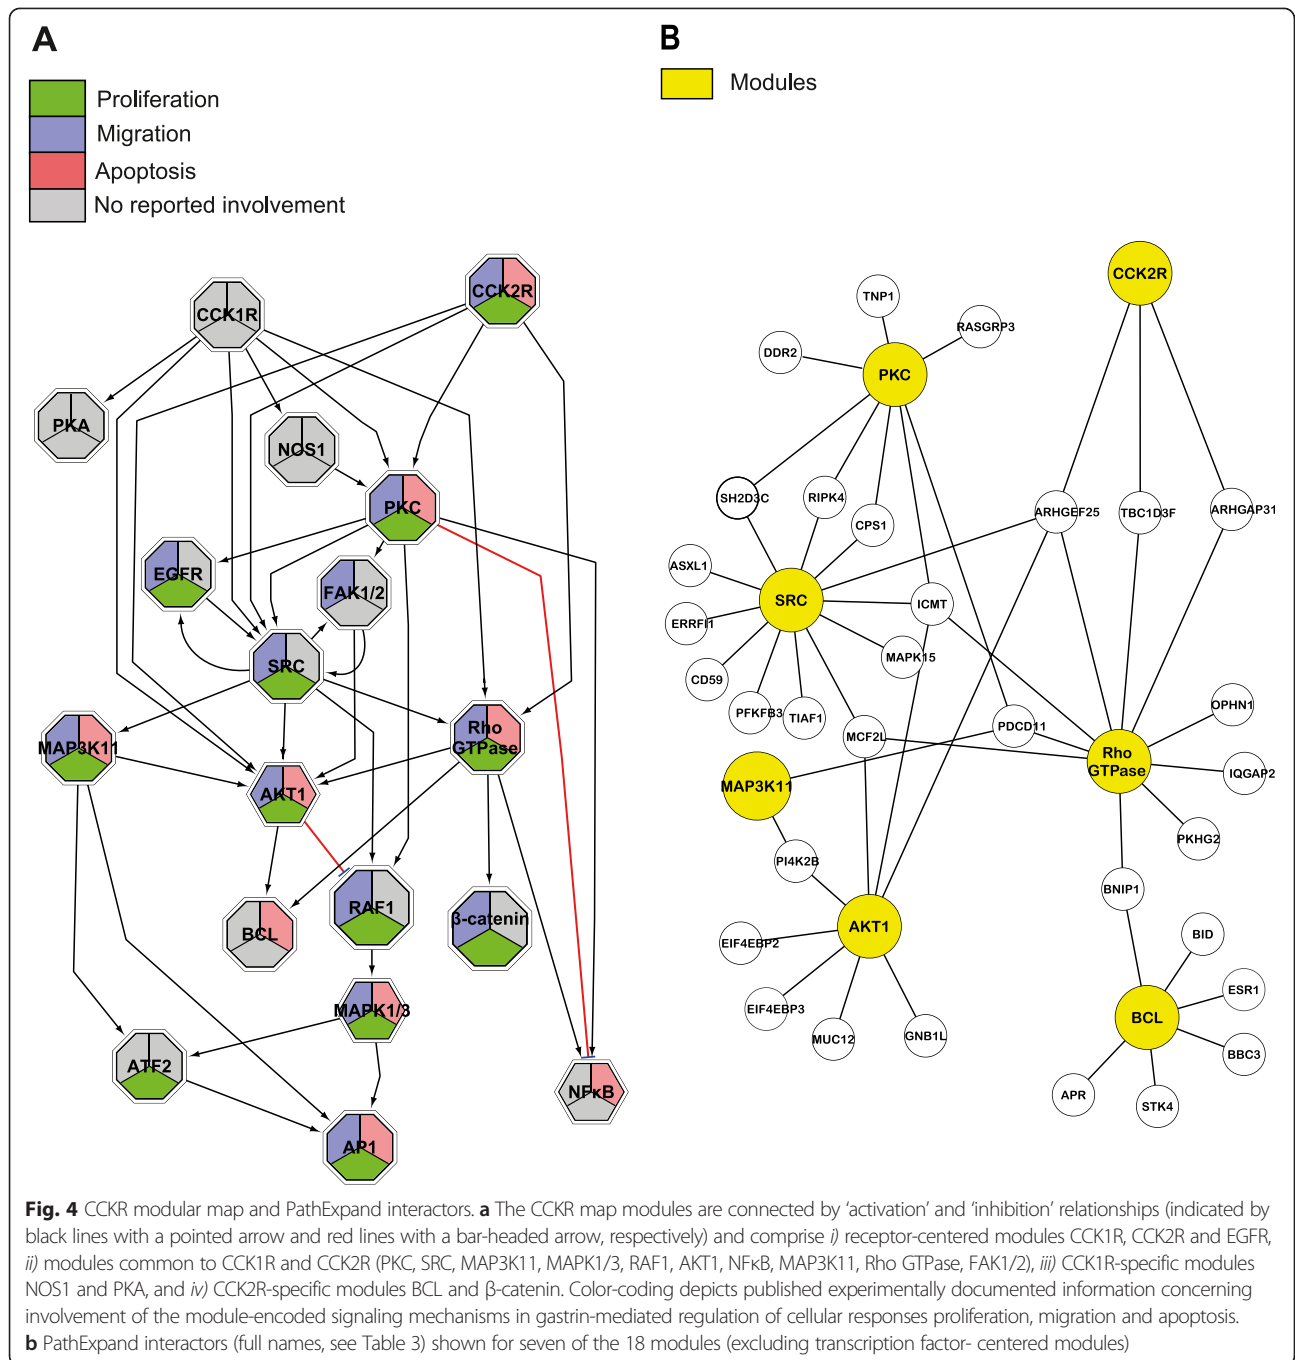 A
Proliferation
Migration
Apoptosis
No reported involvement
CCK1R
CCK2R
PKA
NOS1
PKC
EGFR
FAK1/2
SRC
MAP3K11
Rho
GTPase
AKT1
RAF1
BCL
β-catenin
MAPK1/3
ATF2
NFκB
AP1
B
Modules
CCK2R
TNP1
RASGRP3
DDR2
PKC
SH2D3C
RIPK4
CPS1
ARHGEF25
TBC1D3F
ARHGAP31
ASXL1
SRC
ICMT
ERRFI1
MAPK15
CD59
PFKFB3
TIAF1
MCF2L
PDCD11
OPHN1
Rho
GTPase
IQGAP2
MAP3K11
PKHG2
PI4K2B
BNIP1
AKT1
EIF4EBP2
BID
EIF4EBP3
ESR1
BCL
MUC12
GNB1L
BBC3
APR
STK4
Fig. 4 CCKR modular map and PathExpand interactors. a The CCKR map modules are connected by ‘activation’ and ‘inhibition’ relationships (indicated by
black lines with a pointed arrow and red lines with a bar-headed arrow, respectively) and comprise i) receptor-centered modules CCK1R, CCK2R and EGFR,
ii) modules common to CCK1R and CCK2R (PKC, SRC, MAP3K11, MAPK1/3, RAF1, AKT1, NFκB, MAP3K11, Rho GTPase, FAK1/2), iii) CCK1R-specific modules
NOS1 and PKA, and iv) CCK2R-specific modules BCL and β-catenin. Color-coding depicts published experimentally documented information concerning
involvement of the module-encoded signaling mechanisms in gastrin-mediated regulation of cellular responses proliferation, migration and apoptosis.
b PathExpand interactors (full names, see Table 3) shown for seven of the 18 modules (excluding transcription factor- centered modules)